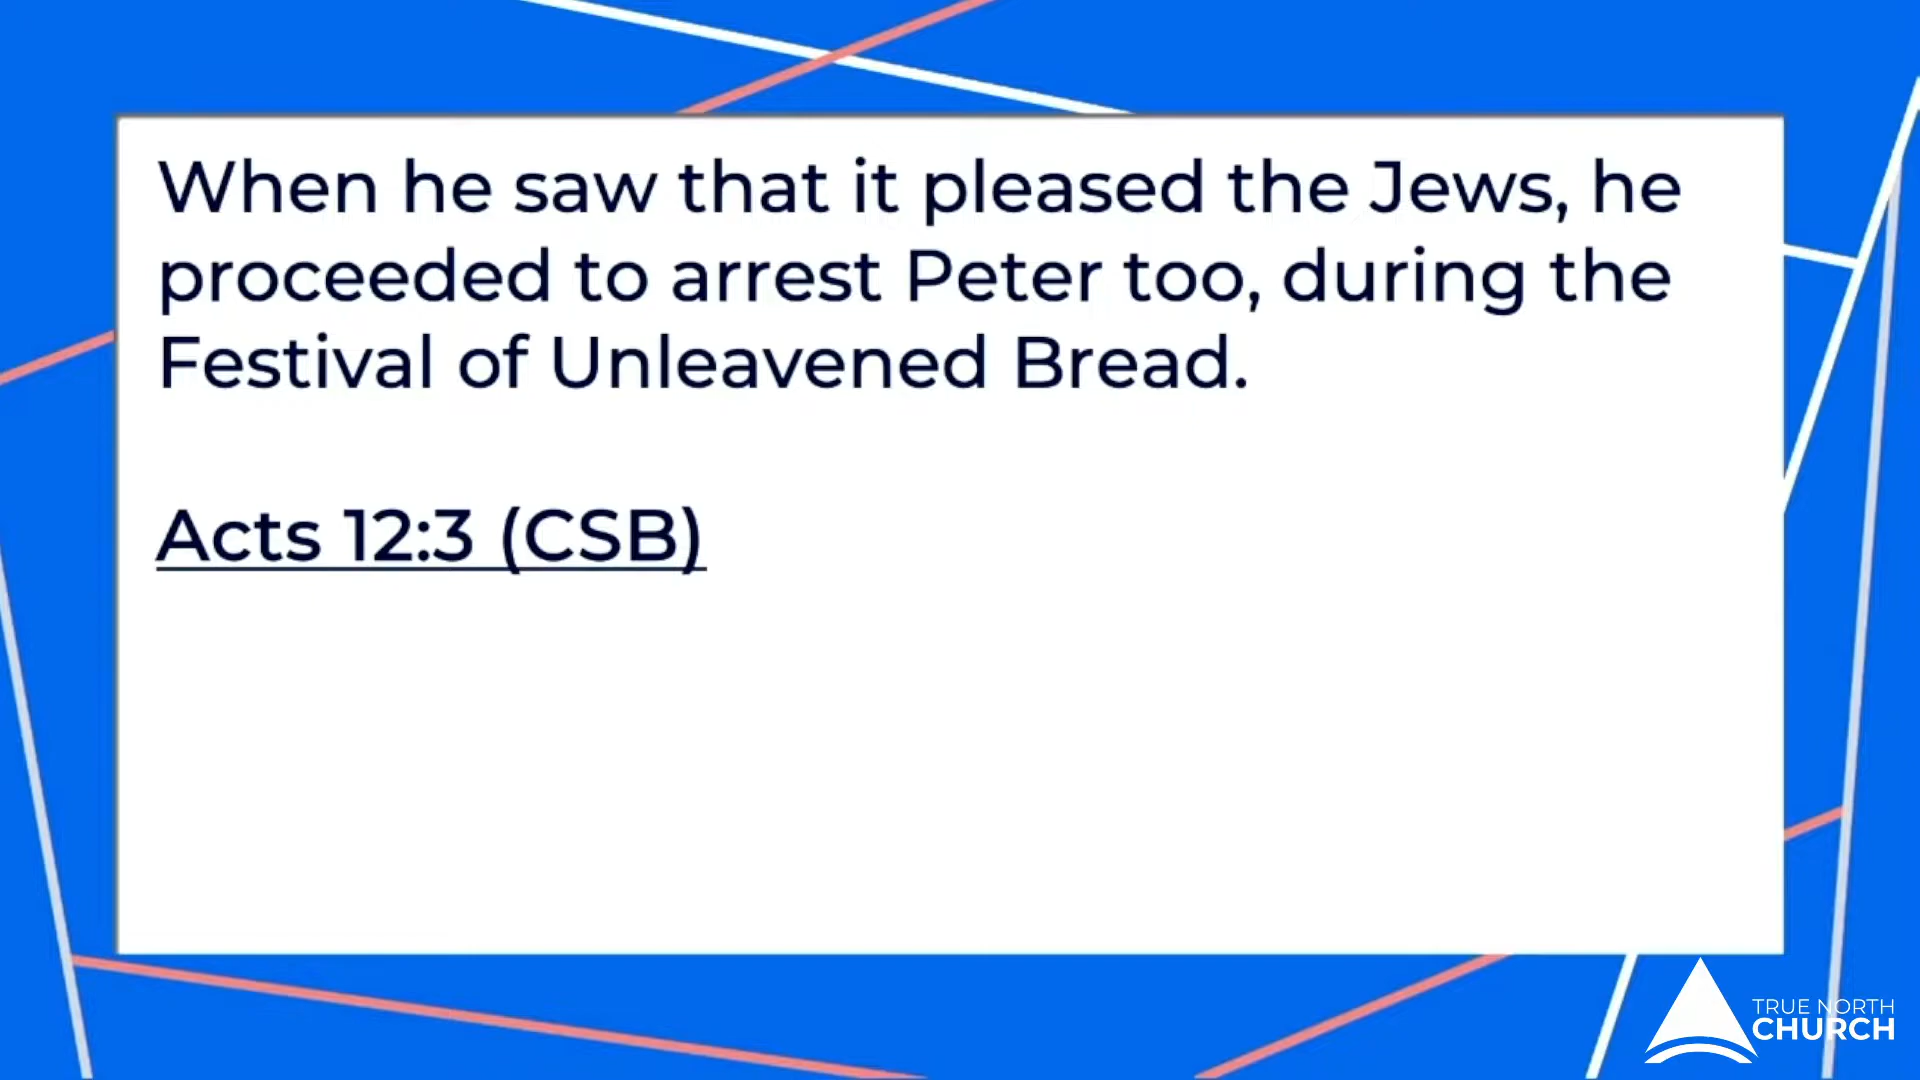 When he saw that it pleased the Jews, he
proceeded to arrest Peter too, during the
Festival of Unleavened Bread.
Acts 12:3 (CSB)
TRUE NORTH
CHURCH